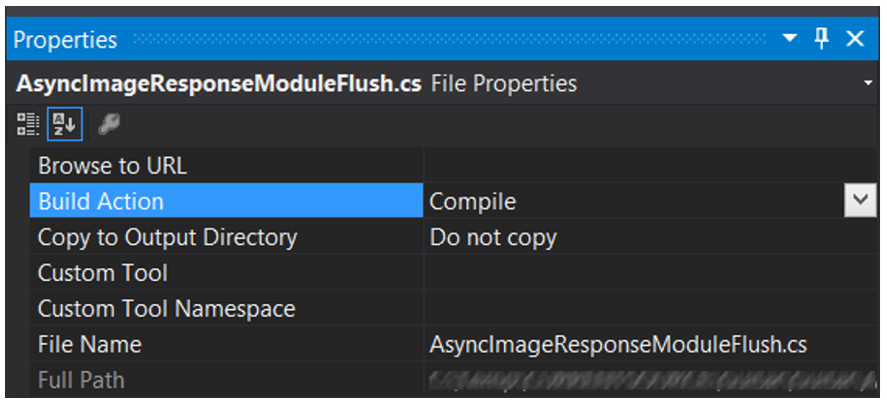 Properties
AsyncImageResponseModuleFlush.cs File Properties
Browse to URL
Build Action Compile
Copy to Output Directory Do not copy
Custom Tool
Custom Tool Namespace
File Name AsyncImageResponseModuleFlush.cs
Full Path